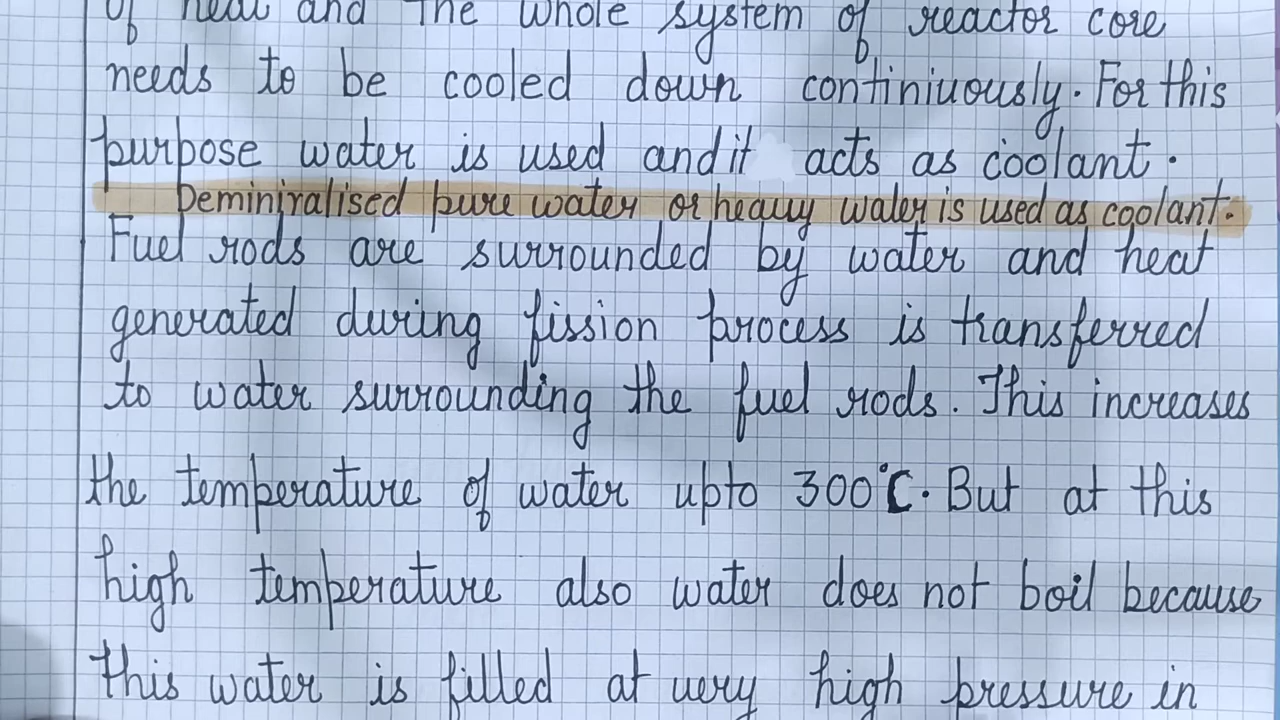 of heat and the whole system of reactor core
needs to be cooled down continiuously. For this
purpose water is used and it acts as coolant.
Deminiralised pure water or heavy water is used as coolant.
Fuel rods are surrounded by water and heat
generated during fission process is transferred
to water surrounding the fuel rods. This increases
the temperature of water upto 300°C. But at this
high temperature also water does not boil because
this water is filled at very high pressure in